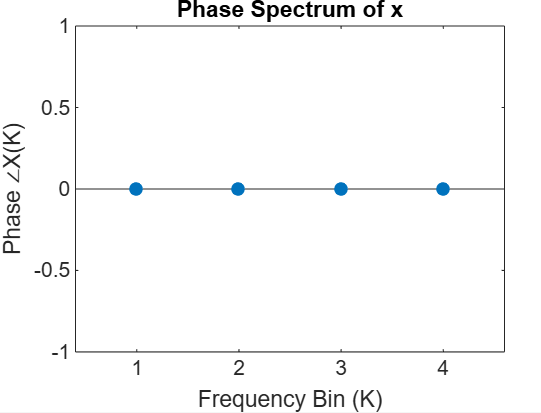 Phase Spectrum of x
1
0.5
0
-0.5
-1
Phase ∠X(K)
1 2 3 4
Frequency Bin (K)